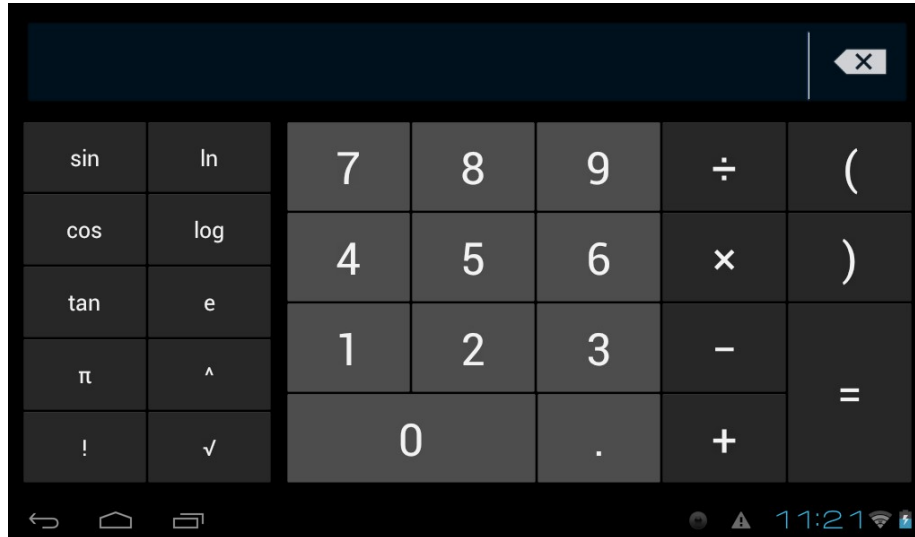 sin ln 7 8 9 ÷ (
cos log 4 5 6 × )
tan e 1 2 3 −
π ^ =
! √ 0 . +
11:21